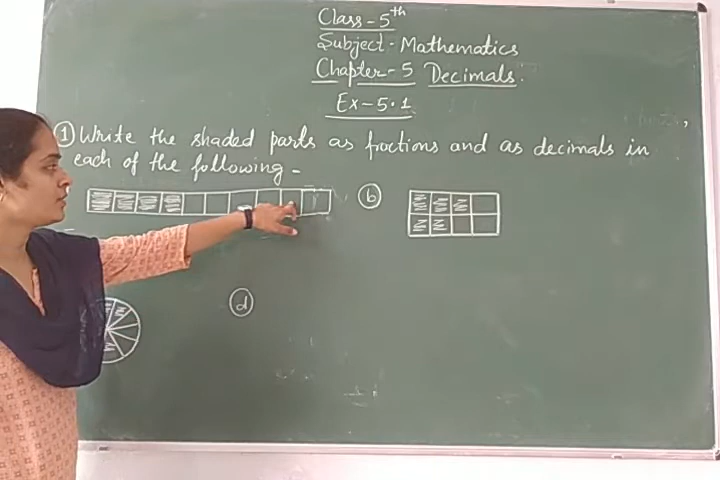 Class - 5th
Subject - Mathematics
Chapter - 5 Decimals.
Ex - 5.1
① Write the shaded parts as fractions and as decimals in
each of the following -
ⓑ
ⓓ